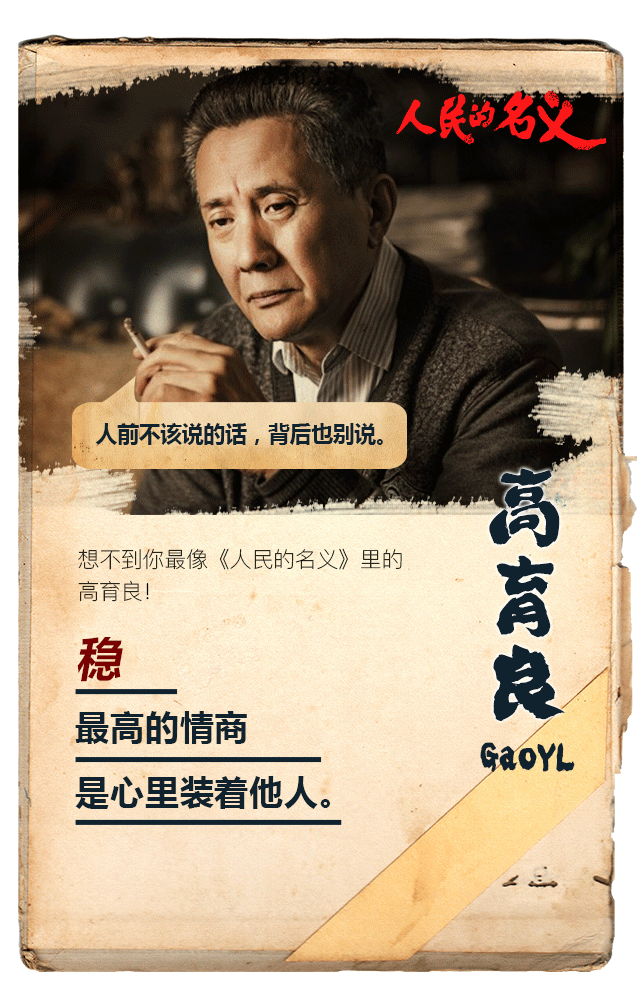 人民的名义
人前不该说的话，背后也别说。
高育良
GaoYL
想不到你最像《人民的名义》里的
高育良！
稳
最高的情商
是心里装着他人。